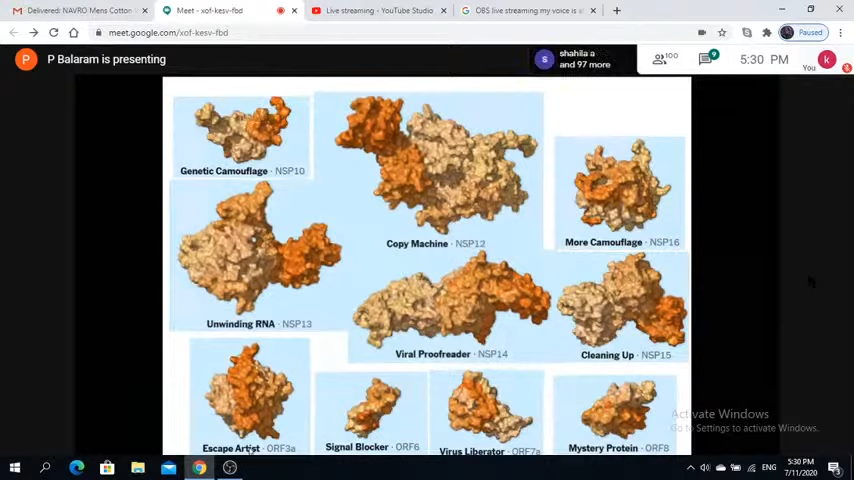 Delivered: NAVRO Mens Cotton V
Meet - xof-kesv-fbd
Live streaming - YouTube Studio
OBS live streaming my voice is a
meet.google.com/xof-kesv-fbd
Paused
P
P Balaram is presenting
S
shahila a
and 97 more
100
9
5:30 PM
You
k
Genetic Camouflage · NSP10
Copy Machine · NSP12
More Camouflage · NSP16
Unwinding RNA · NSP13
Viral Proofreader · NSP14
Cleaning Up · NSP15
Escape Artist · ORF3a
Signal Blocker · ORF6
Virus Liberator · ORF7a
Mystery Protein · ORF8
Activate Windows
Go to Settings to activate Windows.
ENG
5:30 PM
7/11/2020
3